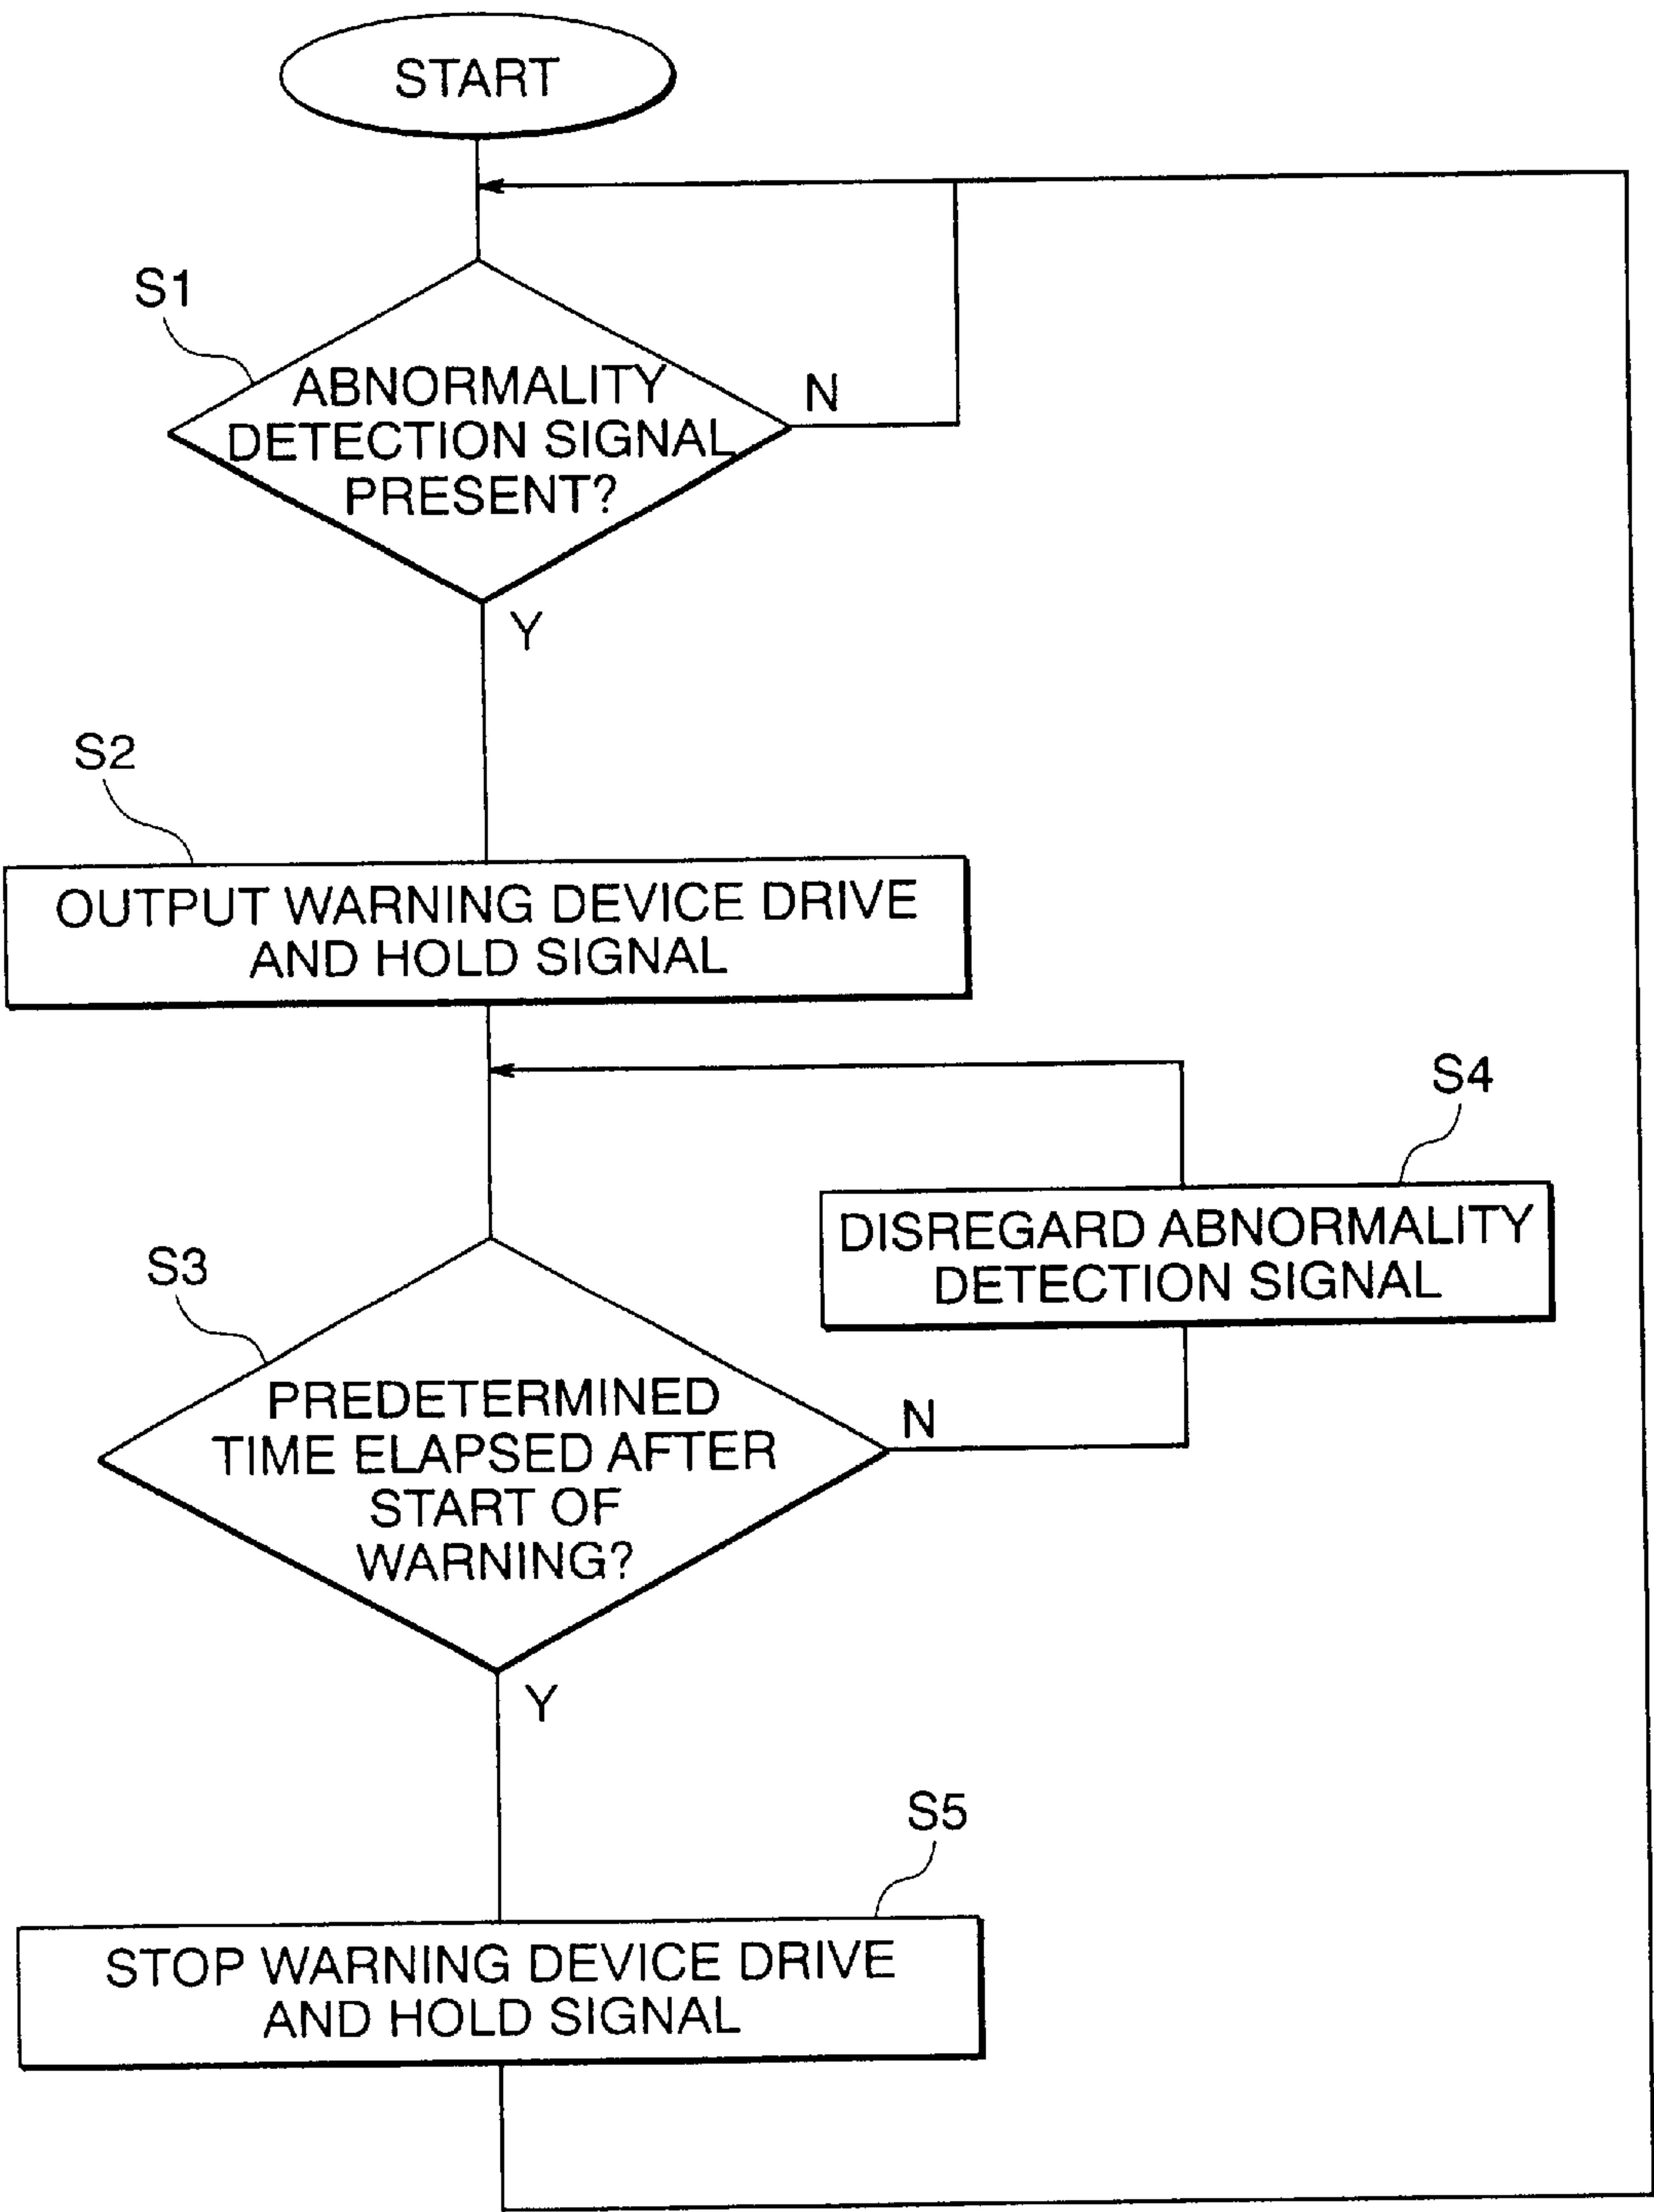 START
S1
ABNORMALITY
DETECTION SIGNAL
PRESENT?
N
Y
S2
OUTPUT WARNING DEVICE DRIVE
AND HOLD SIGNAL
S4
DISREGARD ABNORMALITY
DETECTION SIGNAL
S3
PREDETERMINED
TIME ELAPSED AFTER
START OF
WARNING?
N
Y
S5
STOP WARNING DEVICE DRIVE
AND HOLD SIGNAL